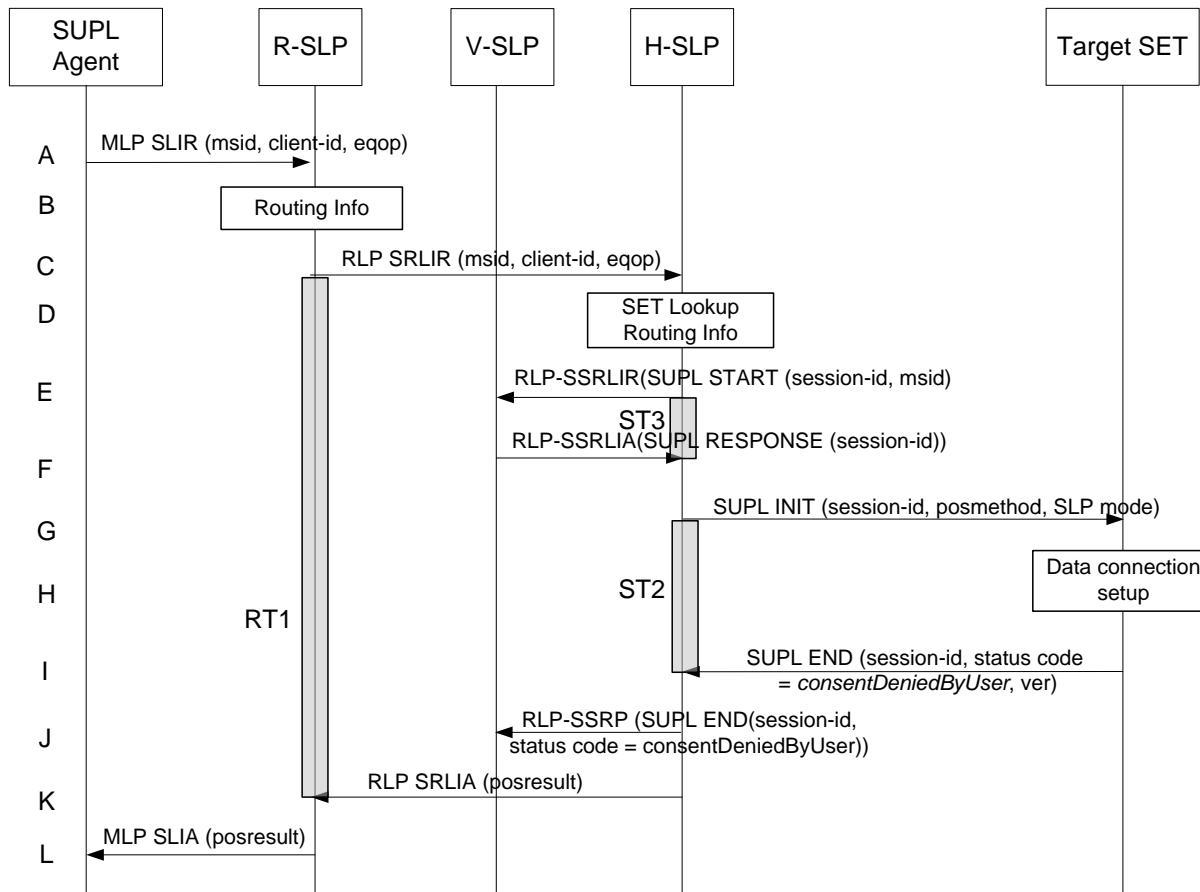 SUPL
Agent
R-SLP
V-SLP
H-SLP
Target SET
A
MLP SLIR (msid, client-id, eqop)
B
Routing Info
C
RLP SRLIR (msid, client-id, eqop)
D
SET Lookup
Routing Info
E
RLP-SSRLIR(SUPL START (session-id, msid)
ST3
RLP-SSRLIA(SUPL RESPONSE (session-id))
F
SUPL INIT (session-id, posmethod, SLP mode)
G
Data connection
setup
H
ST2
RT1
I
SUPL END (session-id, status code
= consentDeniedByUser, ver)
J
RLP-SSRP (SUPL END(session-id,
status code = consentDeniedByUser))
K
RLP SRLIA (posresult)
MLP SLIA (posresult)
L